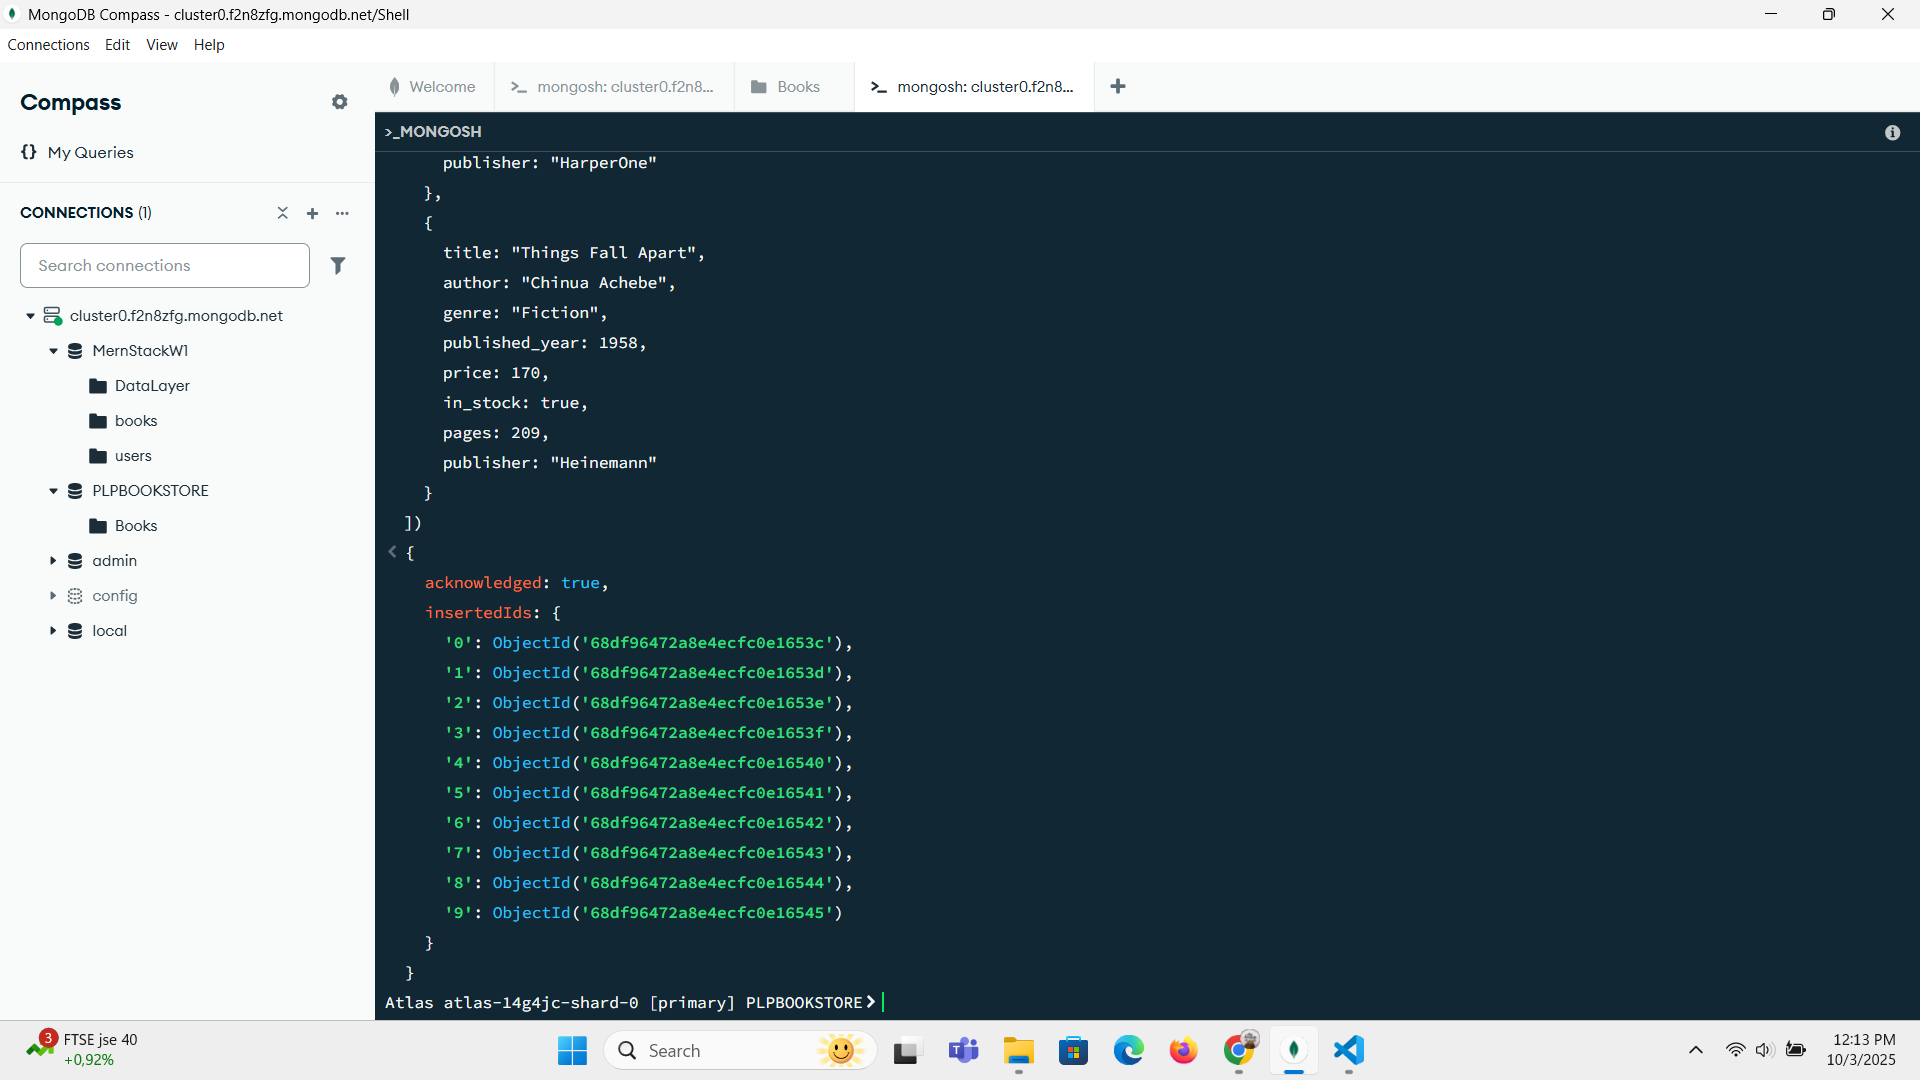 MongoDB Compass - cluster0.f2n8zfg.mongodb.net/Shell
Connections Edit View Help
Compass
My Queries
CONNECTIONS (1)
Search connections
cluster0.f2n8zfg.mongodb.net
MernStackW1
DataLayer
books
users
PLPBOOKSTORE
Books
admin
config
local
Welcome
mongosh: cluster0.f2n8...
Books
mongosh: cluster0.f2n8...
>_MONGOSH
publisher: "HarperOne"
},
{
title: "Things Fall Apart",
author: "Chinua Achebe",
genre: "Fiction",
published_year: 1958,
price: 170,
in_stock: true,
pages: 209,
publisher: "Heinemann"
}
])
< {
acknowledged: true,
insertedIds: {
'0': ObjectId('68df96472a8e4ecfc0e1653c'),
'1': ObjectId('68df96472a8e4ecfc0e1653d'),
'2': ObjectId('68df96472a8e4ecfc0e1653e'),
'3': ObjectId('68df96472a8e4ecfc0e1653f'),
'4': ObjectId('68df96472a8e4ecfc0e16540'),
'5': ObjectId('68df96472a8e4ecfc0e16541'),
'6': ObjectId('68df96472a8e4ecfc0e16542'),
'7': ObjectId('68df96472a8e4ecfc0e16543'),
'8': ObjectId('68df96472a8e4ecfc0e16544'),
'9': ObjectId('68df96472a8e4ecfc0e16545')
}
}
Atlas atlas-14g4jc-shard-0 [primary] PLPBOOKSTORE>
3
FTSE jse 40
+0,92%
Search
12:13 PM
10/3/2025